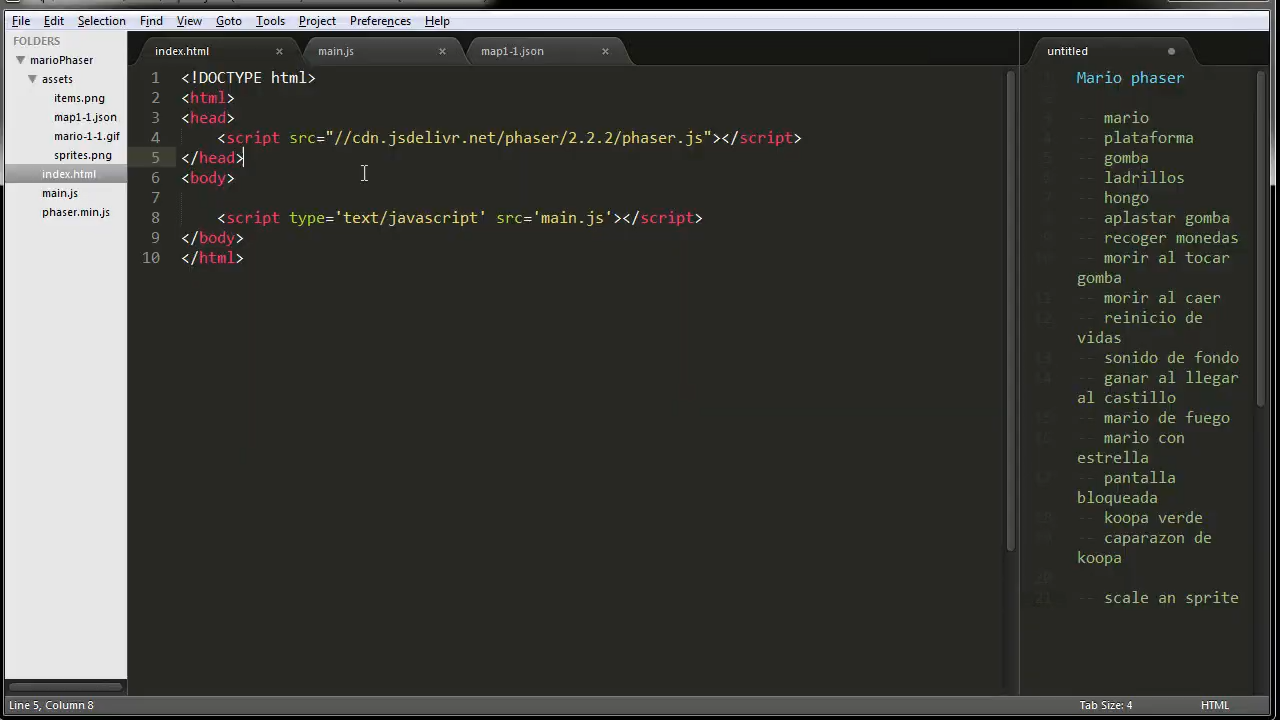 File Edit Selection Find View Goto Tools Project Preferences Help
FOLDERS
marioPhaser
assets
items.png
map1-1.json
mario-1-1.gif
sprites.png
index.html
main.js
phaser.min.js
index.html × main.js × map1-1.json ×
1 <!DOCTYPE html>
2 <html>
3 <head>
4 <script src="//cdn.jsdelivr.net/phaser/2.2.2/phaser.js"></script>
5 </head>
6 <body>
7
8 <script type='text/javascript' src='main.js'></script>
9 </body>
10 </html>
untitled
Mario phaser
-- mario
-- plataforma
-- gomba
-- ladrillos
-- hongo
-- aplastar gomba
-- recoger monedas
-- morir al tocar
gomba
-- morir al caer
-- reinicio de
vidas
-- sonido de fondo
-- ganar al llegar
al castillo
-- mario de fuego
-- mario con
estrella
-- pantalla
bloqueada
-- koopa verde
-- caparazon de
koopa
-- scale an sprite
Line 5, Column 8 Tab Size: 4 HTML